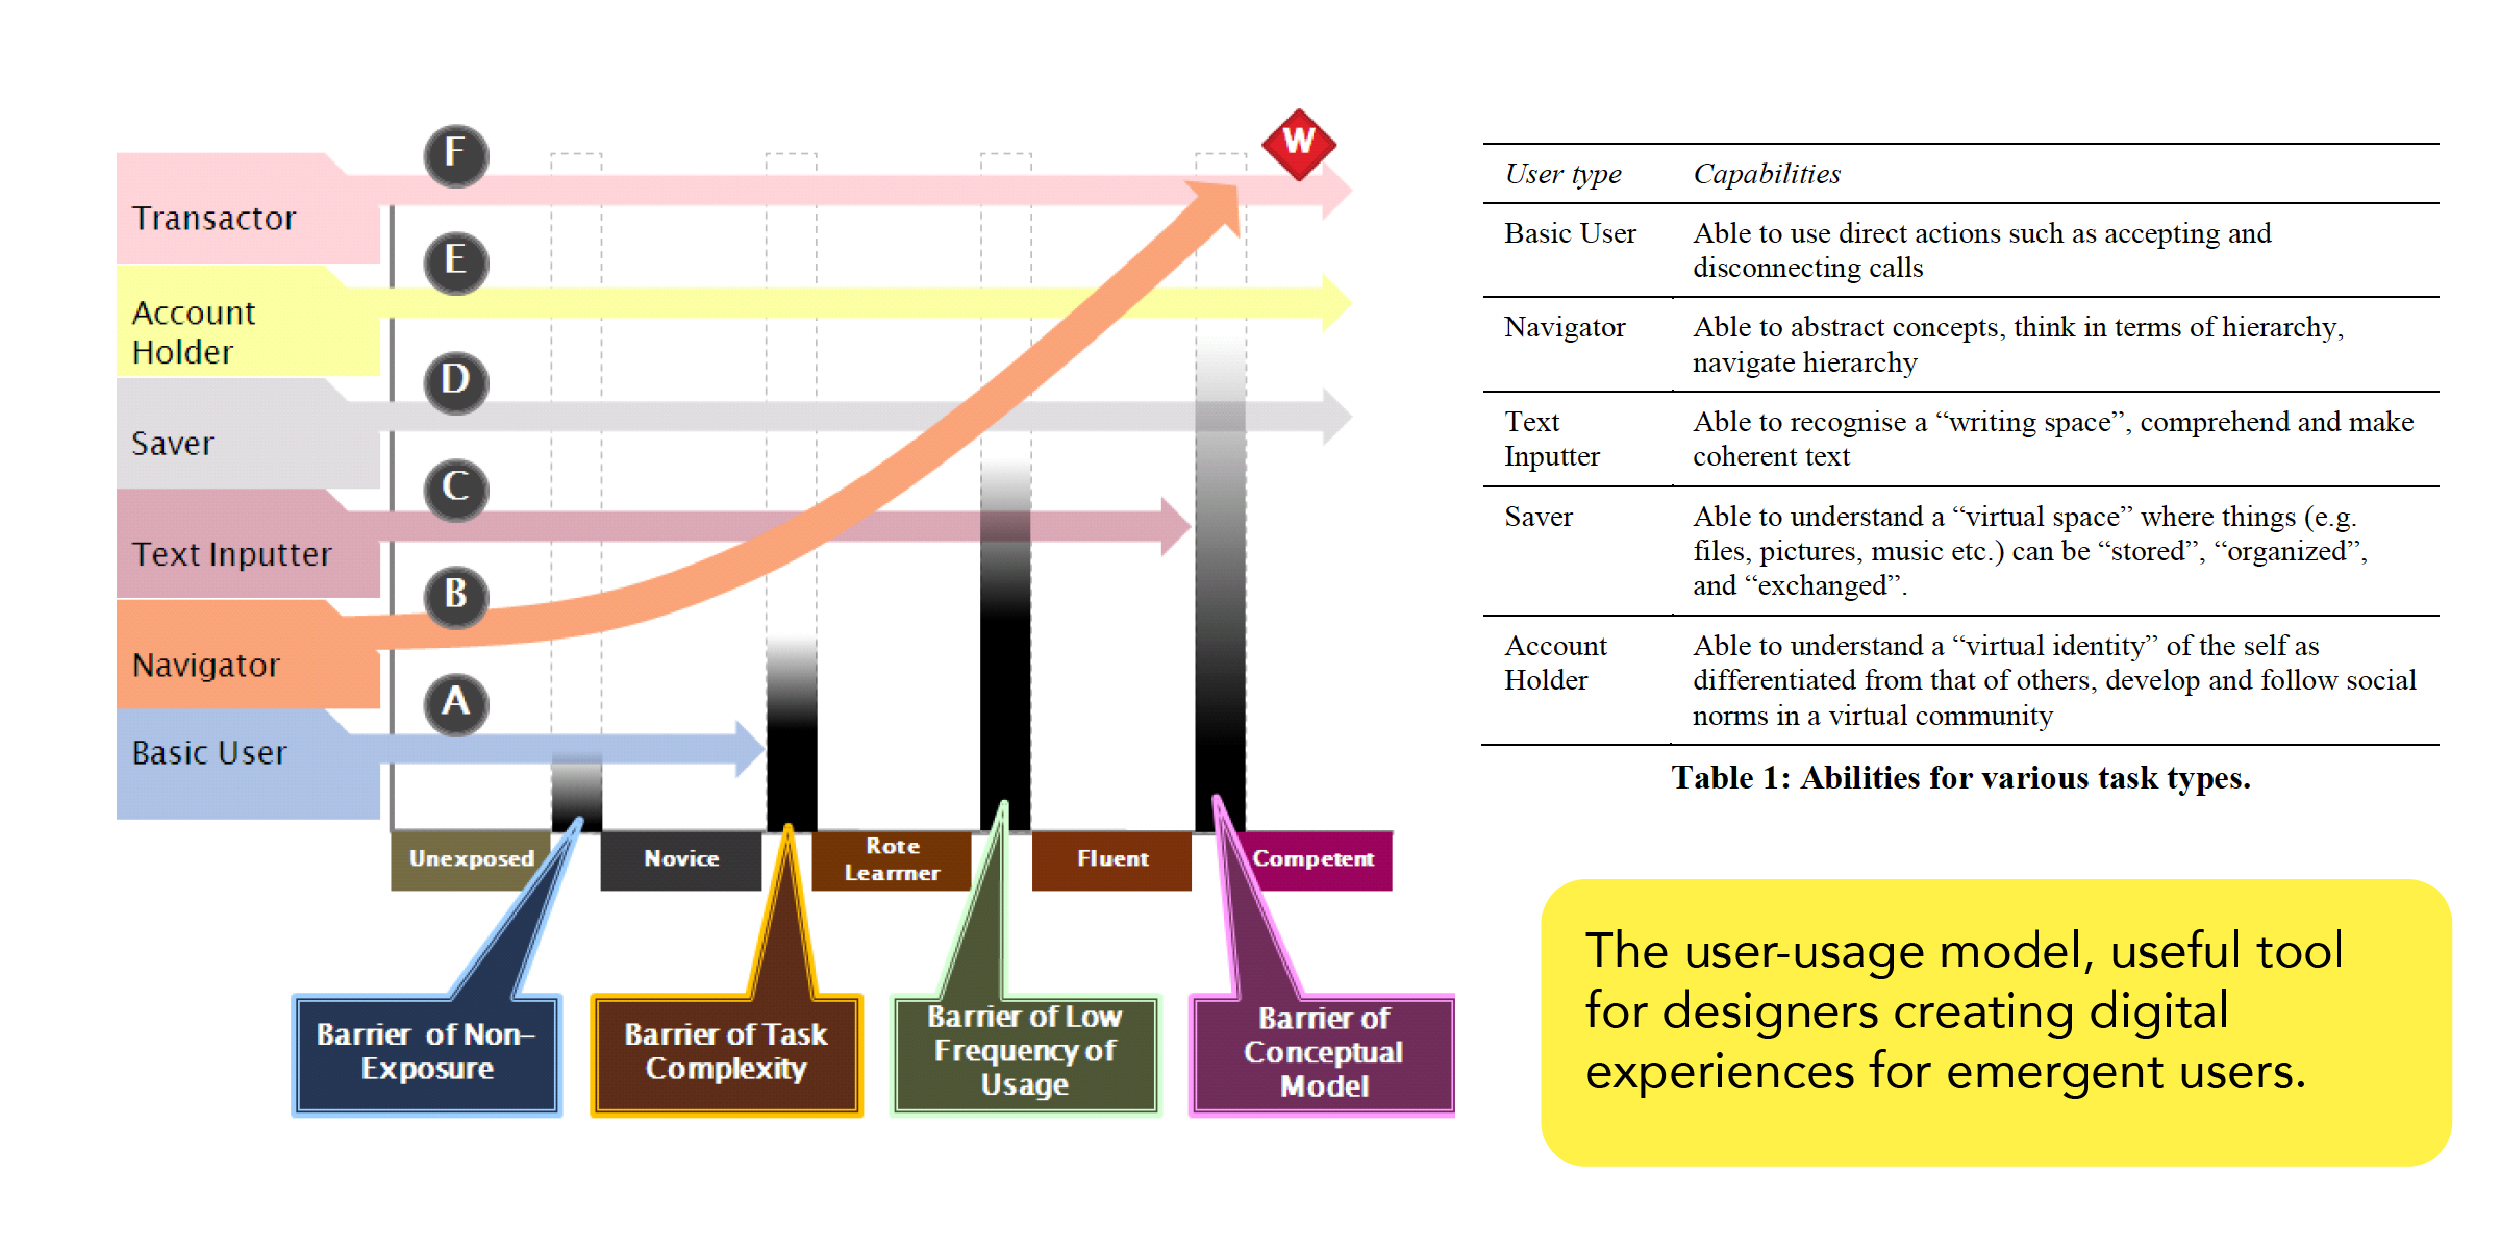 F
W
Transactor
E
Account
Holder
D
Saver
C
Text Inputter
B
Navigator
A
Basic User
Unexposed
Novice
Rote
Learrner
Fluent
Competent
Barrier of Non-
Exposure
Barrier of Task
Complexity
Barrier of Low
Frequency of
Usage
Barrier of
Conceptual
Model
User type Capabilities
Basic User Able to use direct actions such as accepting and
disconnecting calls
Navigator Able to abstract concepts, think in terms of hierarchy,
navigate hierarchy
Text Able to recognise a “writing space”, comprehend and make
Inputter coherent text
Saver Able to understand a “virtual space” where things (e.g.
files, pictures, music etc.) can be “stored”, “organized”,
and “exchanged”.
Account Able to understand a “virtual identity” of the self as
Holder differentiated from that of others, develop and follow social
norms in a virtual community
Table 1: Abilities for various task types.
The user-usage model, useful tool
for designers creating digital
experiences for emergent users.